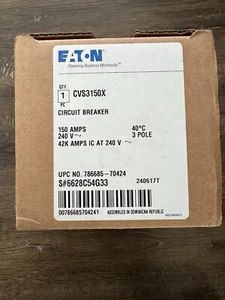 EATON
Powering Business Worldwide
QTY
1
PC
CVS3150X
CIRCUIT BREAKER
150 AMPS 40°C
240 V~ 3 POLE
42K AMPS IC AT 240 V ~
UPC NO. 786685-70424
S#6628C54G33 240617T
00786685704241 ASSEMBLED IN DOMINICAN REPUBLIC